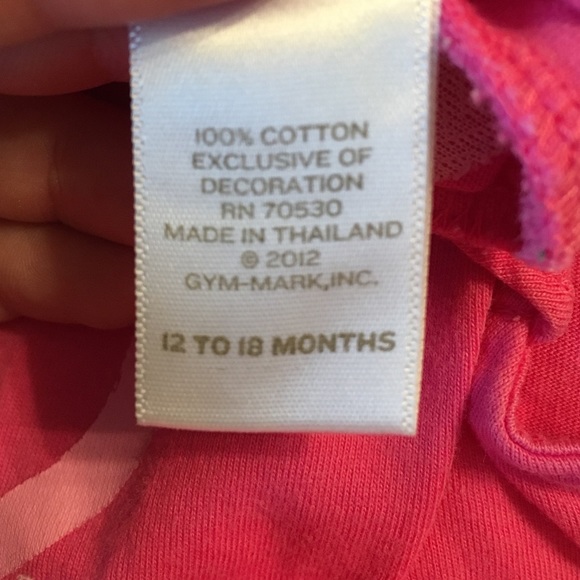 100% COTTON
EXCLUSIVE OF
DECORATION
RN 70530
MADE IN THAILAND
© 2012
GYM-MARK,INC.
12 TO 18 MONTHS